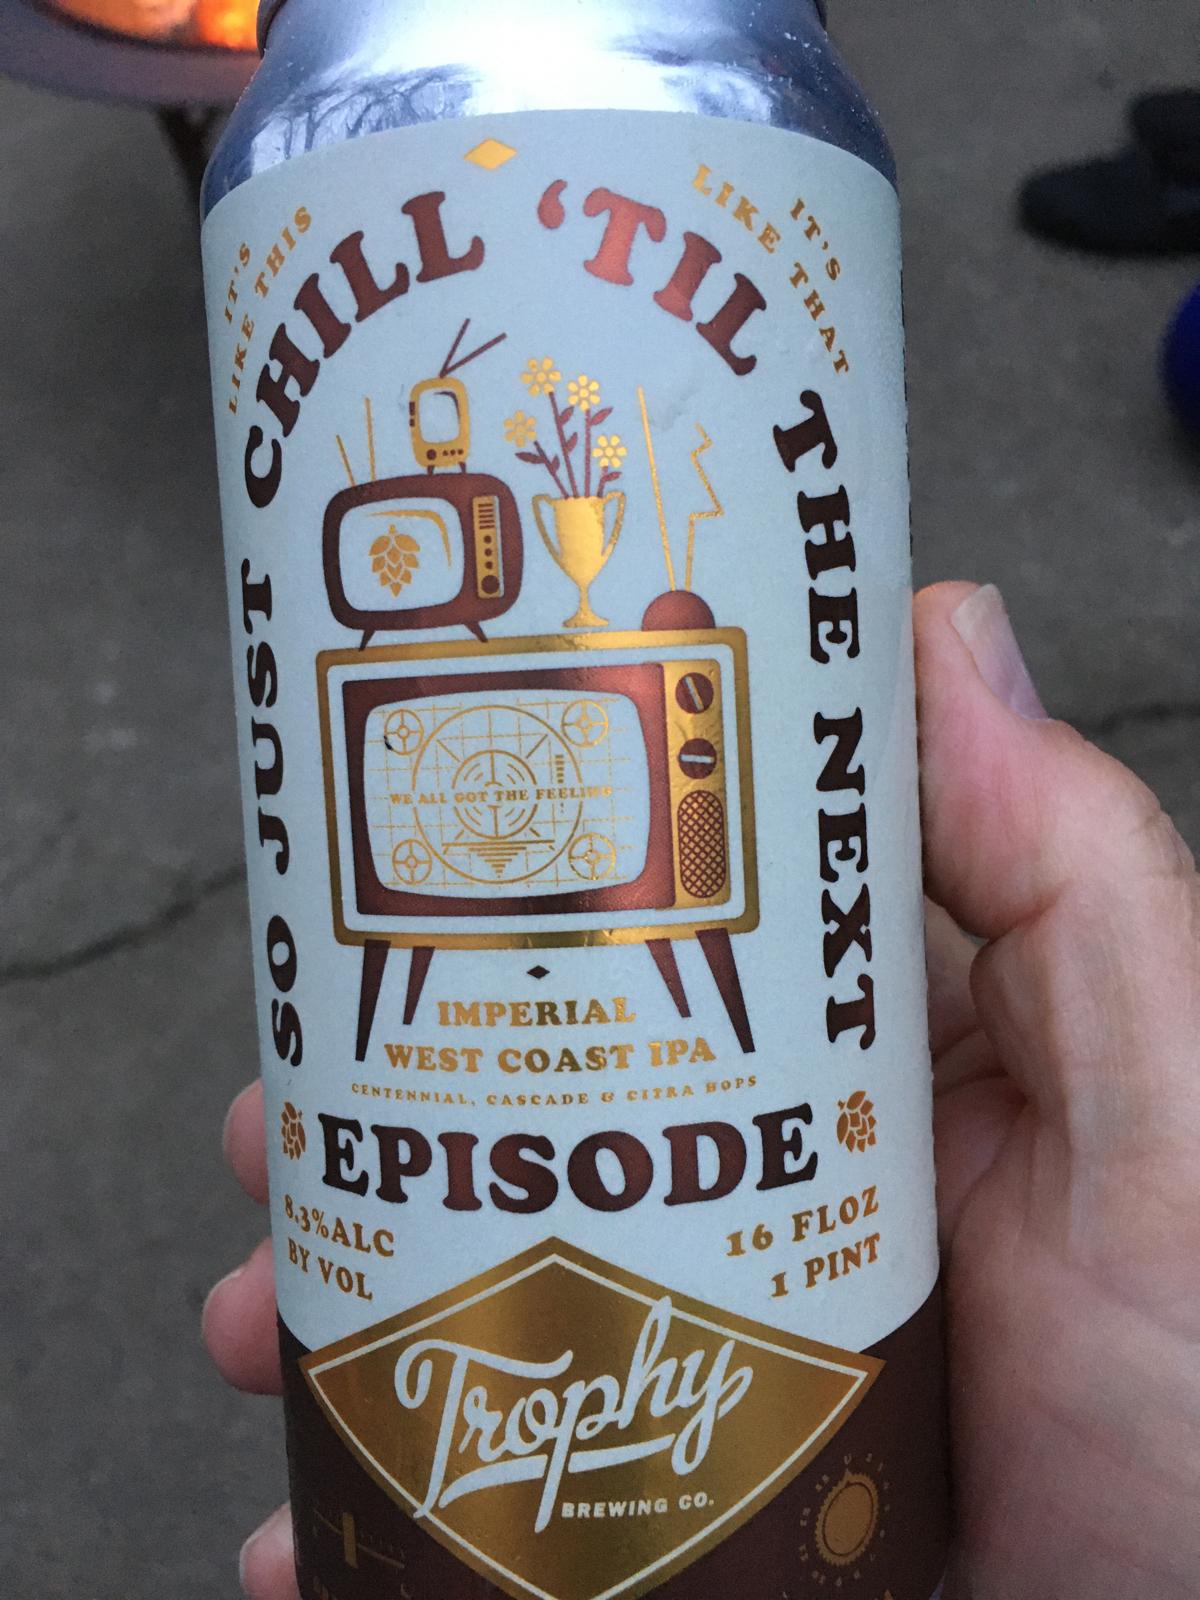 IT'S
LIKE THIS
IT'S
LIKE THAT
SO JUST CHILL 'TIL THE NEXT
WE ALL GOT THE FEELING
IMPERIAL
WEST COAST IPA
CENTENNIAL, CASCADE & CITRA HOPS
EPISODE
8.3%ALC
BY VOL
16 FLOZ
1 PINT
Trophy
BREWING CO.